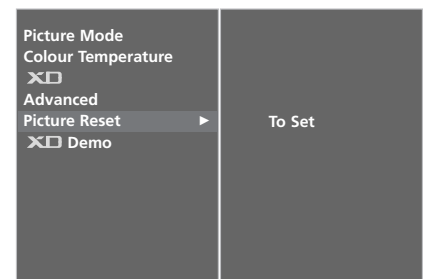 Picture Mode
Colour Temperature
XD
Advanced
Picture Reset ► To Set
XD Demo